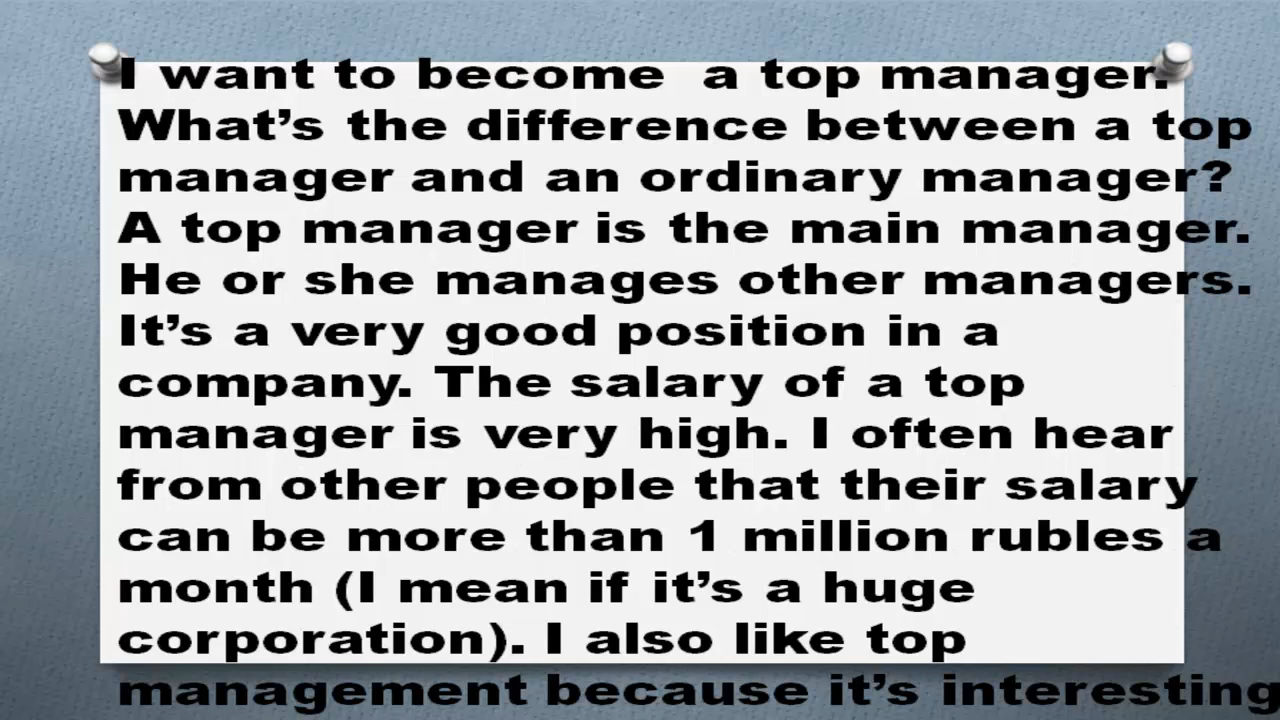 I want to become  a top manager.
What’s the difference between a top
manager and an ordinary manager?
A top manager is the main manager.
He or she manages other managers.
It’s a very good position in a
company. The salary of a top
manager is very high. I often hear
from other people that their salary
can be more than 1 million rubles a
month (I mean if it’s a huge
corporation). I also like top
management because it’s interesting